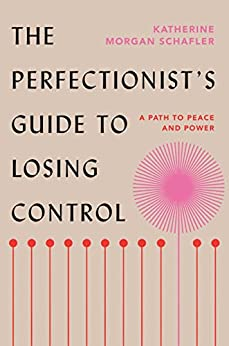 KATHERINE
MORGAN SCHAFLER
THE
PERFECTIONIST'S
GUIDE TO
LOSING
CONTROL
A PATH TO PEACE
AND POWER